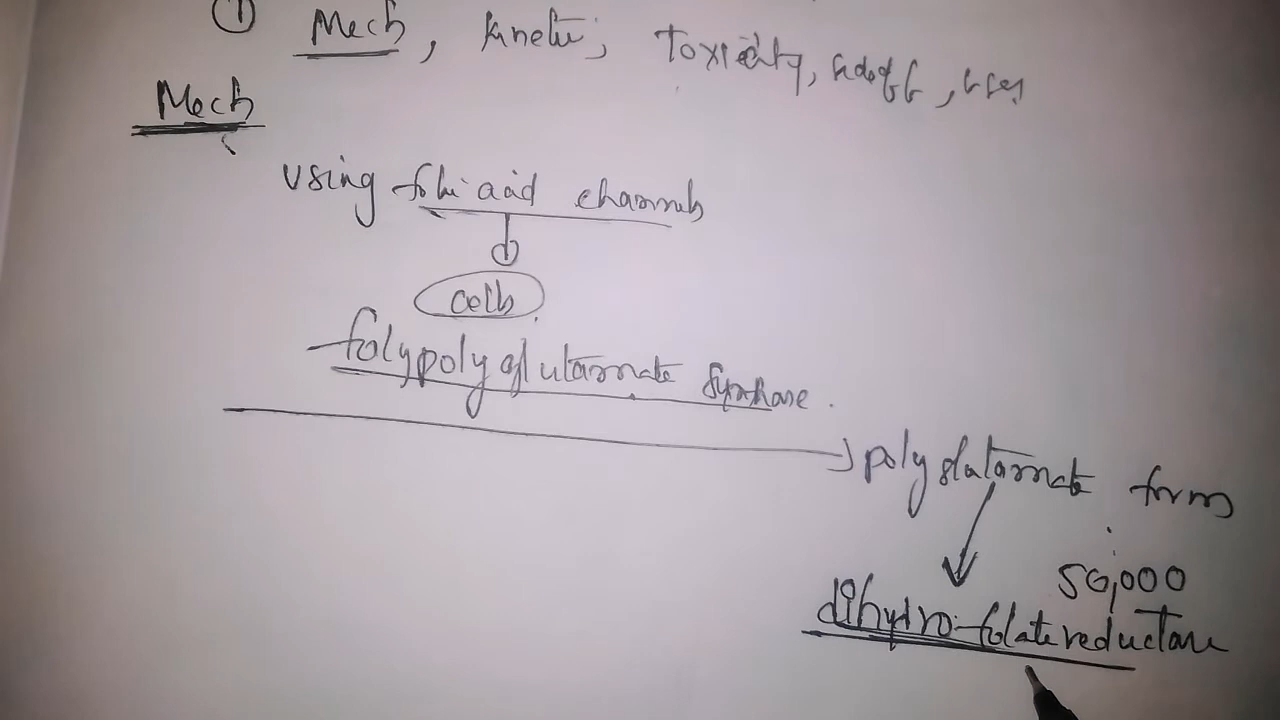 ① Mech, kinetic, toxicity, sideeff, uses
Mech
using folic acid channels
cells
folypolyglutamate synthase.
polyglutamate forms
50,000
dihydrofolate reductase